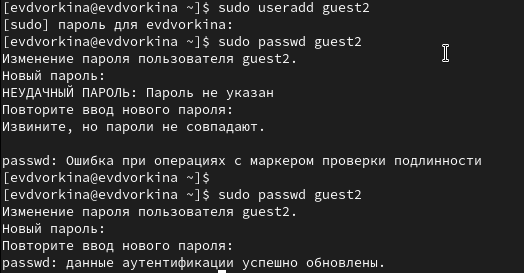 [evdvorkina@evdvorkina ~]$ sudo useradd guest2
[sudo] пароль для evdvorkina:
[evdvorkina@evdvorkina ~]$ sudo passwd guest2
Изменение пароля пользователя guest2.
Новый пароль:
НЕУДАЧНЫЙ ПАРОЛЬ: Пароль не указан
Повторите ввод нового пароля:
Извините, но пароли не совпадают.
passwd: Ошибка при операциях с маркером проверки подлинности
[evdvorkina@evdvorkina ~]$
[evdvorkina@evdvorkina ~]$ sudo passwd guest2
Изменение пароля пользователя guest2.
Новый пароль:
Повторите ввод нового пароля:
passwd: данные аутентификации успешно обновлены.